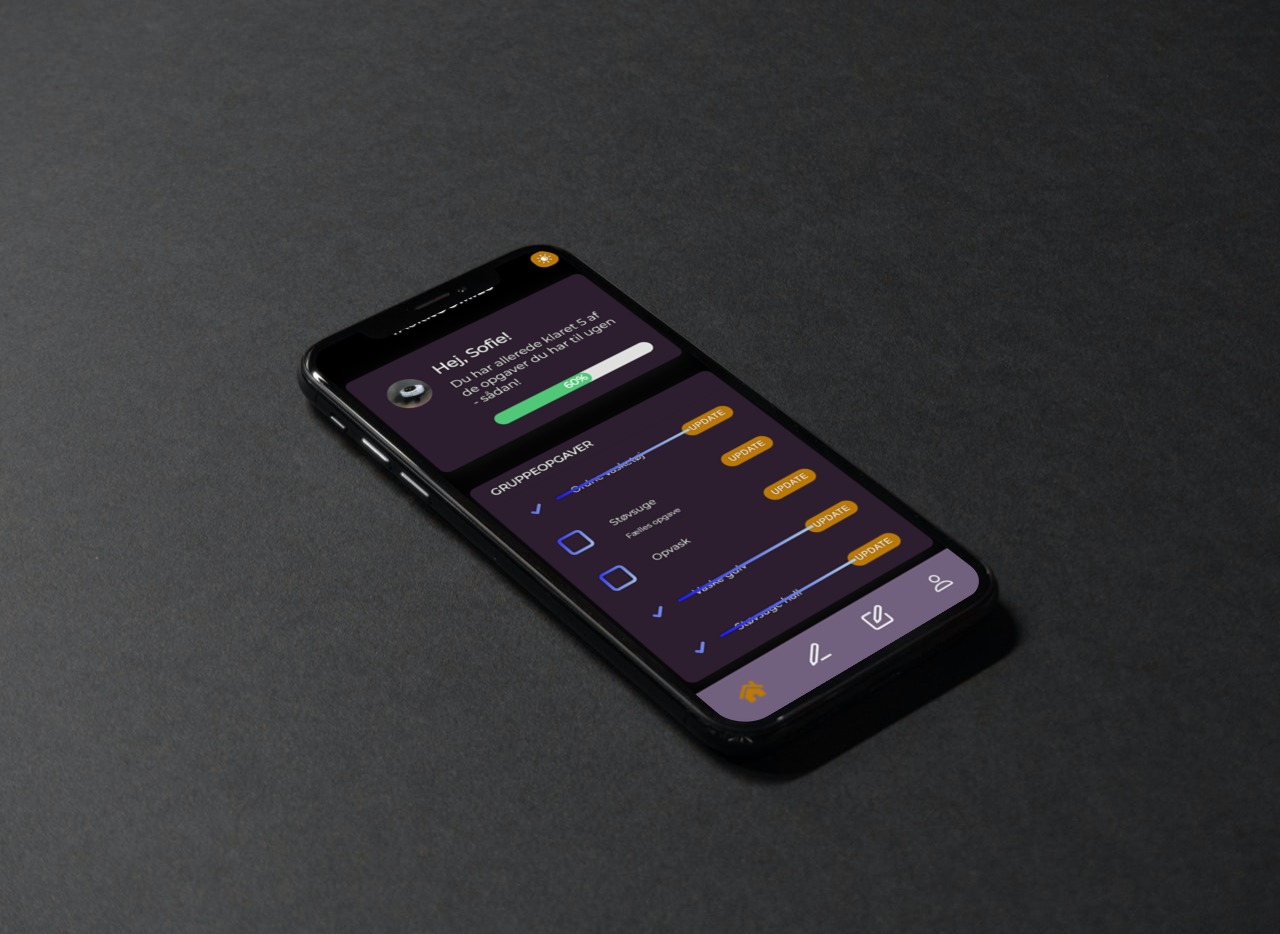 Hej, Sofie!
Du har allerede klaret 5 af
de opgaver du har til ugen
- sådan!
60%
GRUPPEOPGAVER
Ordne vasketøj
UPDATE
Støvsuge
UPDATE
Fælles opgave
Opvask
UPDATE
Vaske gulv
UPDATE
Støvsuge hall
UPDATE